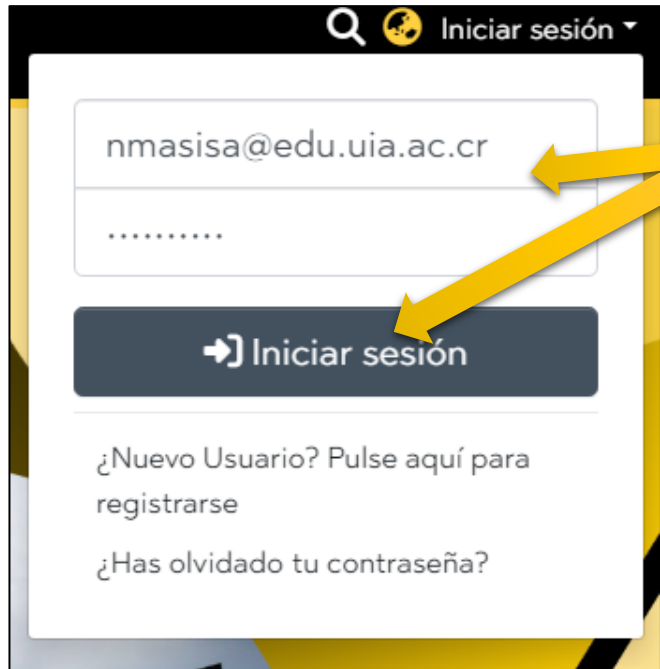 Iniciar sesión
nmasisa@edu.uia.ac.cr
..........
Iniciar sesión
¿Nuevo Usuario? Pulse aquí para
registrarse
¿Has olvidado tu contraseña?